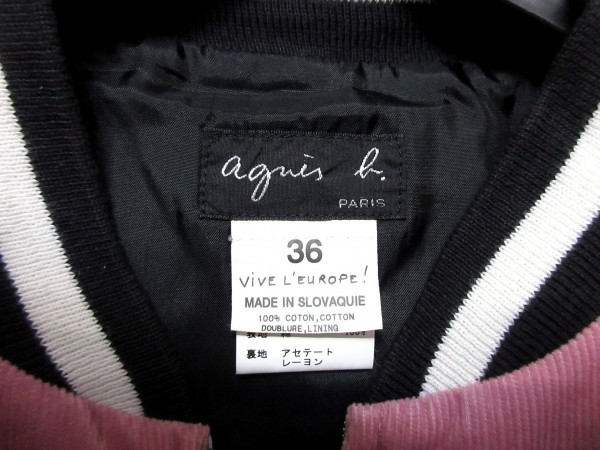 agnès b.
PARIS
36
VIVE L'EUROPE!
MADE IN SLOVAQUIE
100% COTON,COTTON
DOUBLURE,LINING
表地 綿 100%
裏地 アセテート
レーヨン